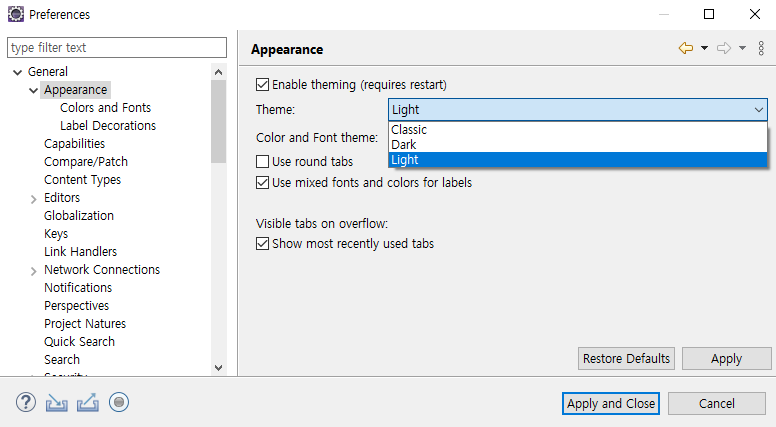 Preferences
type filter text
General
Appearance
Colors and Fonts
Label Decorations
Capabilities
Compare/Patch
Content Types
Editors
Globalization
Keys
Link Handlers
Network Connections
Notifications
Perspectives
Project Natures
Quick Search
Search
Security
Appearance
Enable theming (requires restart)
Theme: Light
Classic
Dark
Light
Color and Font theme:
Use round tabs
Use mixed fonts and colors for labels
Visible tabs on overflow:
Show most recently used tabs
Restore Defaults Apply
? Apply and Close Cancel